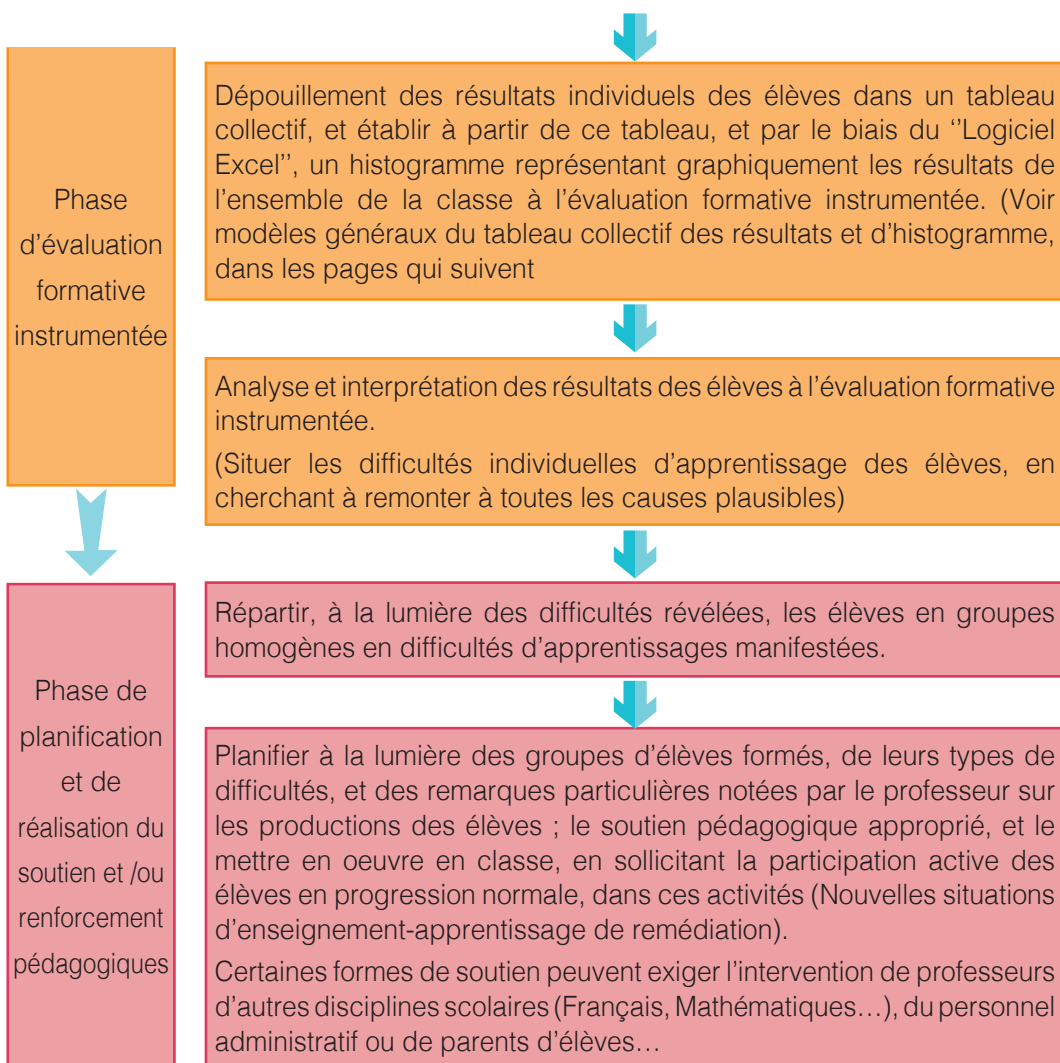 Phase
d'évaluation
formative
instrumentée
Dépouillement des résultats individuels des élèves dans un tableau
collectif, et établir à partir de ce tableau, et par le biais du ''Logiciel
Excel'', un histogramme représentant graphiquement les résultats de
l'ensemble de la classe à l'évaluation formative instrumentée. (Voir
modèles généraux du tableau collectif des résultats et d'histogramme,
dans les pages qui suivent
Analyse et interprétation des résultats des élèves à l'évaluation formative
instrumentée.
(Situer les difficultés individuelles d'apprentissage des élèves, en
cherchant à remonter à toutes les causes plausibles)
Phase de
planification
et de
réalisation du
soutien et /ou
renforcement
pédagogiques
Répartir, à la lumière des difficultés révélées, les élèves en groupes
homogènes en difficultés d'apprentissages manifestées.
Planifier à la lumière des groupes d'élèves formés, de leurs types de
difficultés, et des remarques particulières notées par le professeur sur
les productions des élèves ; le soutien pédagogique approprié, et le
mettre en oeuvre en classe, en sollicitant la participation active des
élèves en progression normale, dans ces activités (Nouvelles situations
d'enseignement-apprentissage de remédiation).
Certaines formes de soutien peuvent exiger l'intervention de professeurs
d'autres disciplines scolaires (Français, Mathématiques…), du personnel
administratif ou de parents d'élèves…